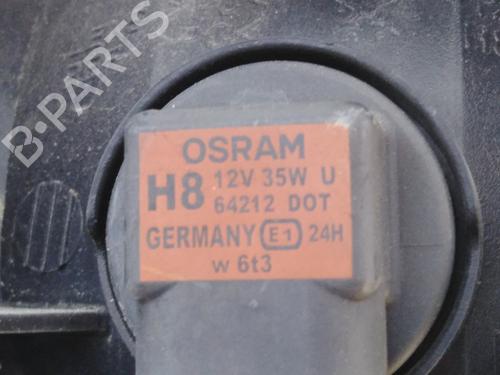 B-PARTS
OSRAM
H8 12V 35W U
64212 DOT
GERMANY E1 24H
w 6t3